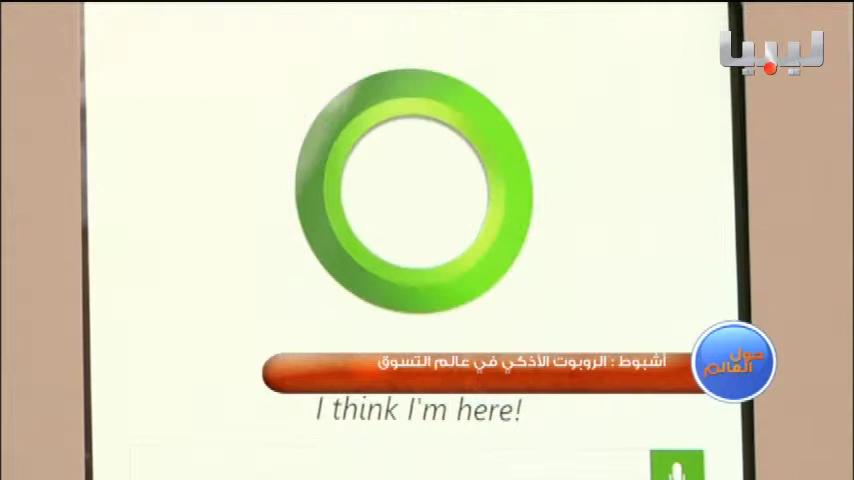 ليبيا
أشبوط : الروبوت الأذكي في عالم التسوق
حول
العالم
I think I'm here!